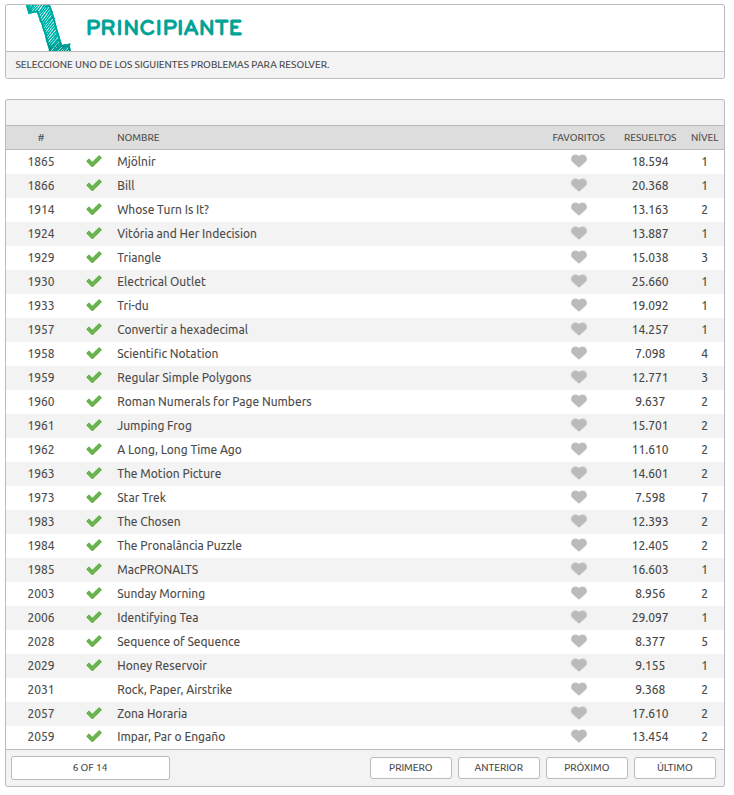 PRINCIPIANTE
SELECCIONE UNO DE LOS SIGUIENTES PROBLEMAS PARA RESOLVER.
# NOMBRE FAVORITOS RESUELTOS NÍVEL
1865 Mjölnir 18.594 1
1866 Bill 20.368 1
1914 Whose Turn Is It? 13.163 2
1924 Vitória and Her Indecision 13.887 1
1929 Triangle 15.038 3
1930 Electrical Outlet 25.660 1
1933 Tri-du 19.092 1
1957 Convertir a hexadecimal 14.257 1
1958 Scientific Notation 7.098 4
1959 Regular Simple Polygons 12.771 3
1960 Roman Numerals for Page Numbers 9.637 2
1961 Jumping Frog 15.701 2
1962 A Long, Long Time Ago 11.610 2
1963 The Motion Picture 14.601 2
1973 Star Trek 7.598 7
1983 The Chosen 12.393 2
1984 The Pronalância Puzzle 12.405 2
1985 MacPRONALTS 16.603 1
2003 Sunday Morning 8.956 2
2006 Identifying Tea 29.097 1
2028 Sequence of Sequence 8.377 5
2029 Honey Reservoir 9.155 1
2031 Rock, Paper, Airstrike 9.368 2
2057 Zona Horaria 17.610 2
2059 Impar, Par o Engaño 13.454 2
6 OF 14 PRIMERO ANTERIOR PRÓXIMO ÚLTIMO